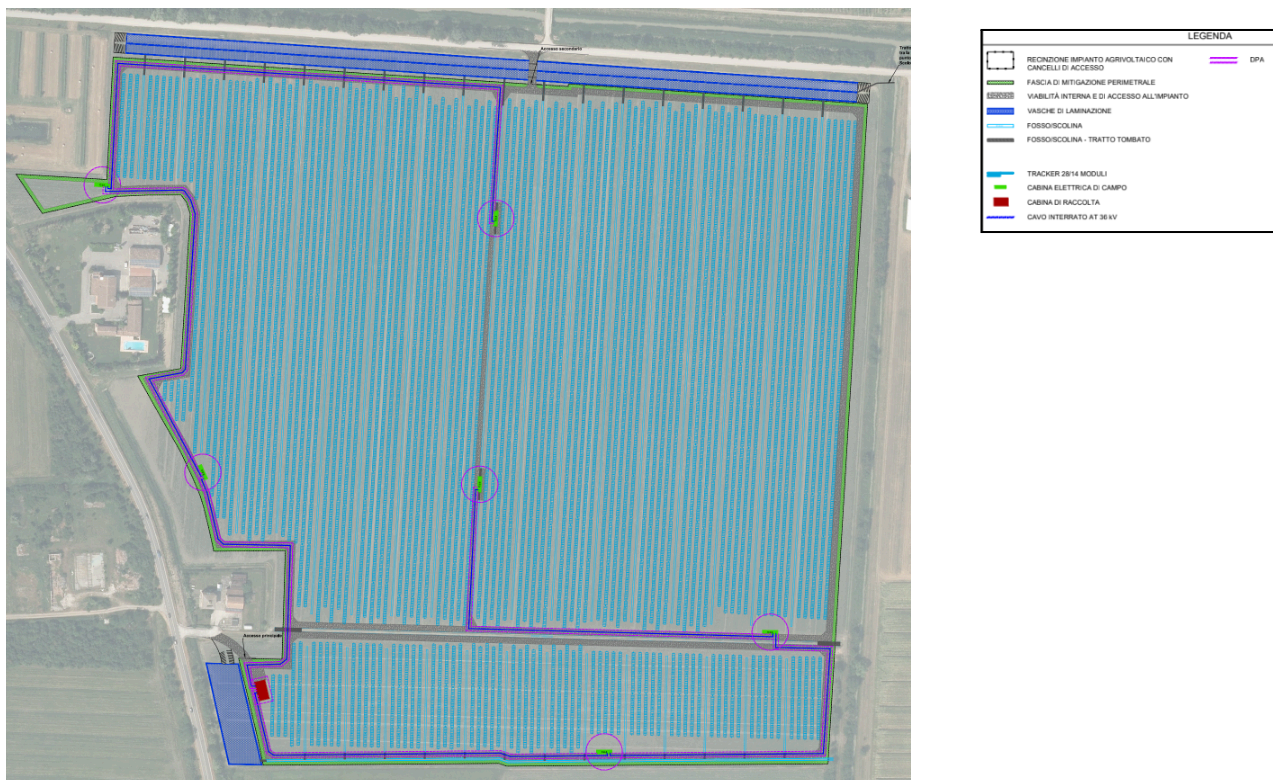 LEGENDA
RECINZIONE IMPIANTO AGRIVOLTAICO CON
CANCELLI DI ACCESSO
FASCIA DI MITIGAZIONE PERIMETRALE
VIABILITÀ INTERNA E DI ACCESSO ALL'IMPIANTO
VASCHE DI LAMINAZIONE
FOSSO/SCOLINA
FOSSO/SCOLINA - TRATTO TOMBATO
TRACKER 28/14 MODULI
CABINA ELETTRICA DI CAMPO
CABINA DI RACCOLTA
CAVO INTERRATO AT 36 kV
DPA
Accesso secondario
Accesso principale